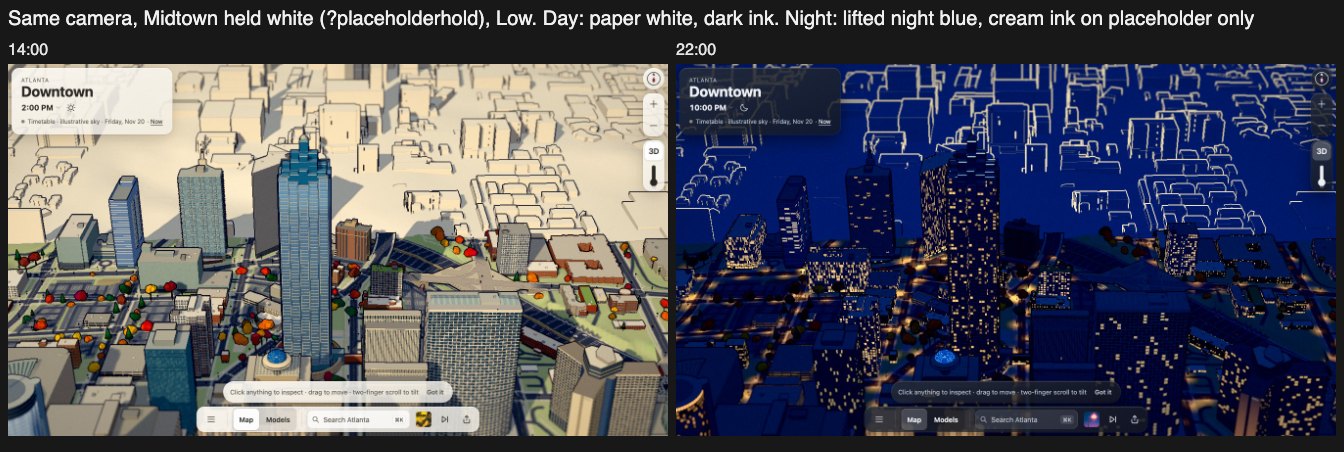 Same camera, Midtown held white (?placeholderhold), Low. Day: paper white, dark ink. Night: lifted night blue, cream ink on placeholder only
14:00
22:00
ATLANTA
Downtown
2:00 PM
Timetable · Illustrative sky · Friday, Nov 20 · Now
3D
Click anything to inspect · drag to move · two-finger scroll to tilt Got it
Map Models Search Atlanta ⌘K
ATLANTA
Downtown
10:00 PM
Timetable · Illustrative sky · Friday, Nov 20 · Now
3D
Click anything to inspect · drag to move · two-finger scroll to tilt Got it
Map Models Search Atlanta ⌘K